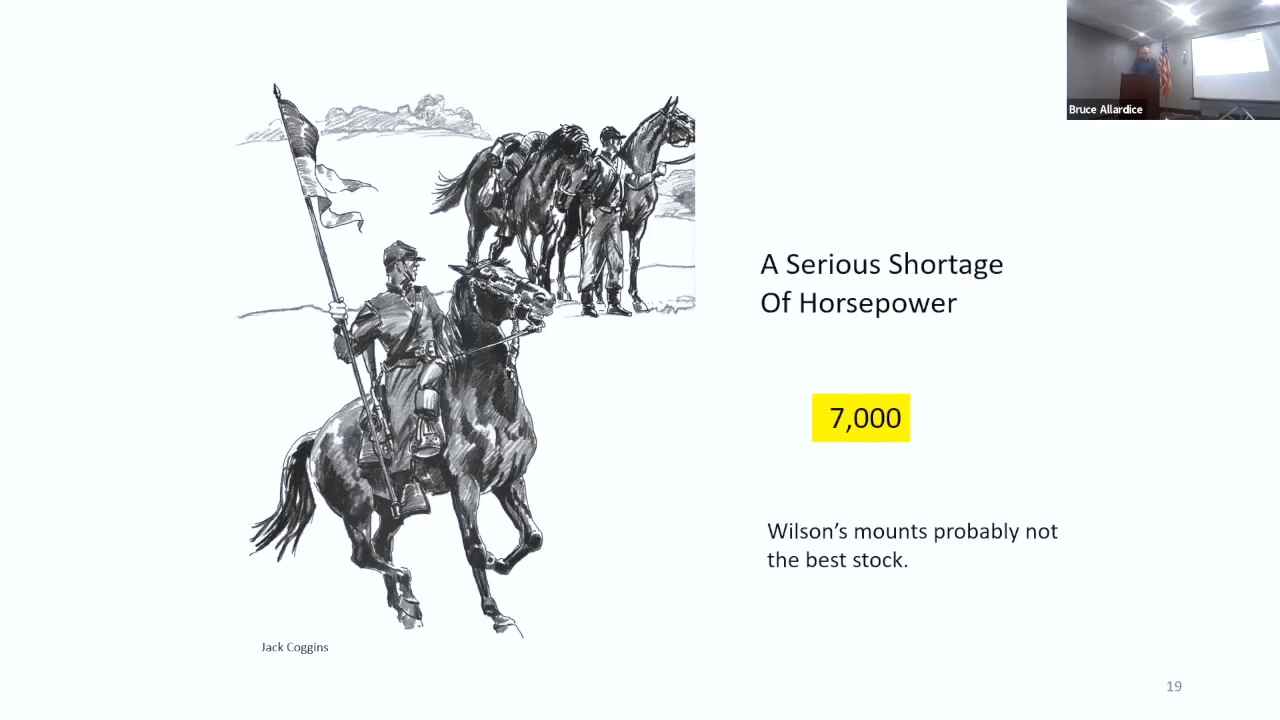 Bruce Allardice
A Serious Shortage
Of Horsepower
7,000
Wilson’s mounts probably not
the best stock.
Jack Coggins
19